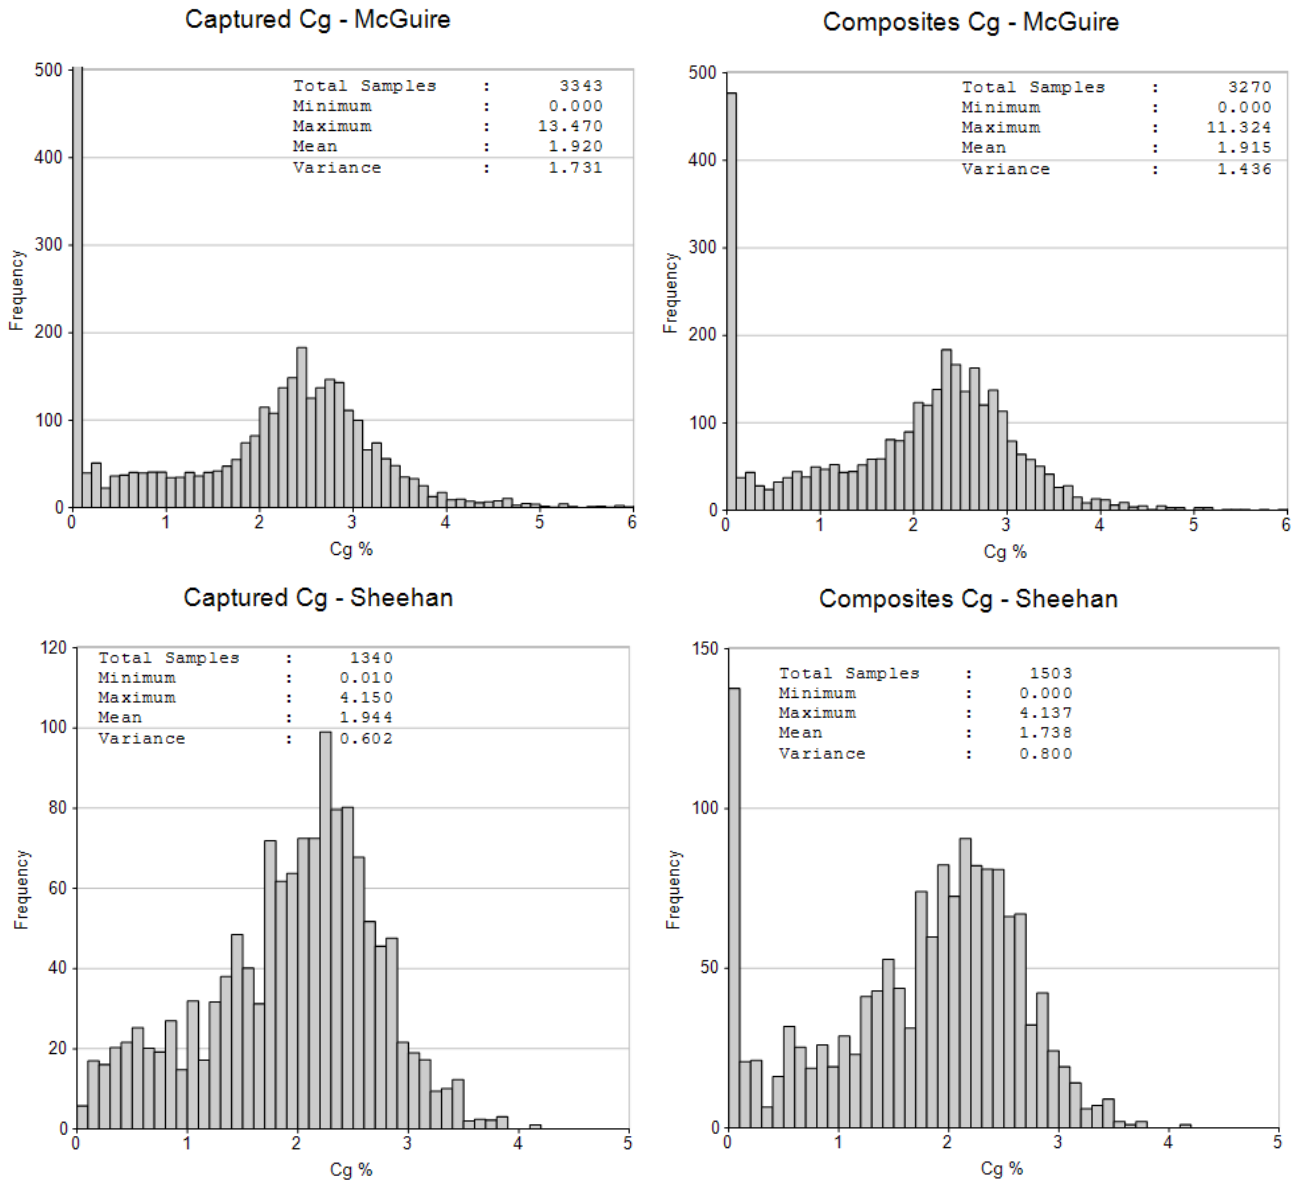 Captured Cg - McGuire
500
400
300
200
100
0
Frequency
Total Samples : 3343
Minimum : 0.000
Maximum : 13.470
Mean : 1.920
Variance : 1.731
0 1 2 3 4 5 6
Cg %
Composites Cg - McGuire
500
400
300
200
100
0
Frequency
Total Samples : 3270
Minimum : 0.000
Maximum : 11.324
Mean : 1.915
Variance : 1.436
0 1 2 3 4 5 6
Cg %
Captured Cg - Sheehan
120
100
80
60
40
20
0
Frequency
Total Samples : 1340
Minimum : 0.010
Maximum : 4.150
Mean : 1.944
Variance : 0.602
0 1 2 3 4 5
Cg %
Composites Cg - Sheehan
150
100
50
0
Frequency
Total Samples : 1503
Minimum : 0.000
Maximum : 4.137
Mean : 1.738
Variance : 0.800
0 1 2 3 4 5
Cg %